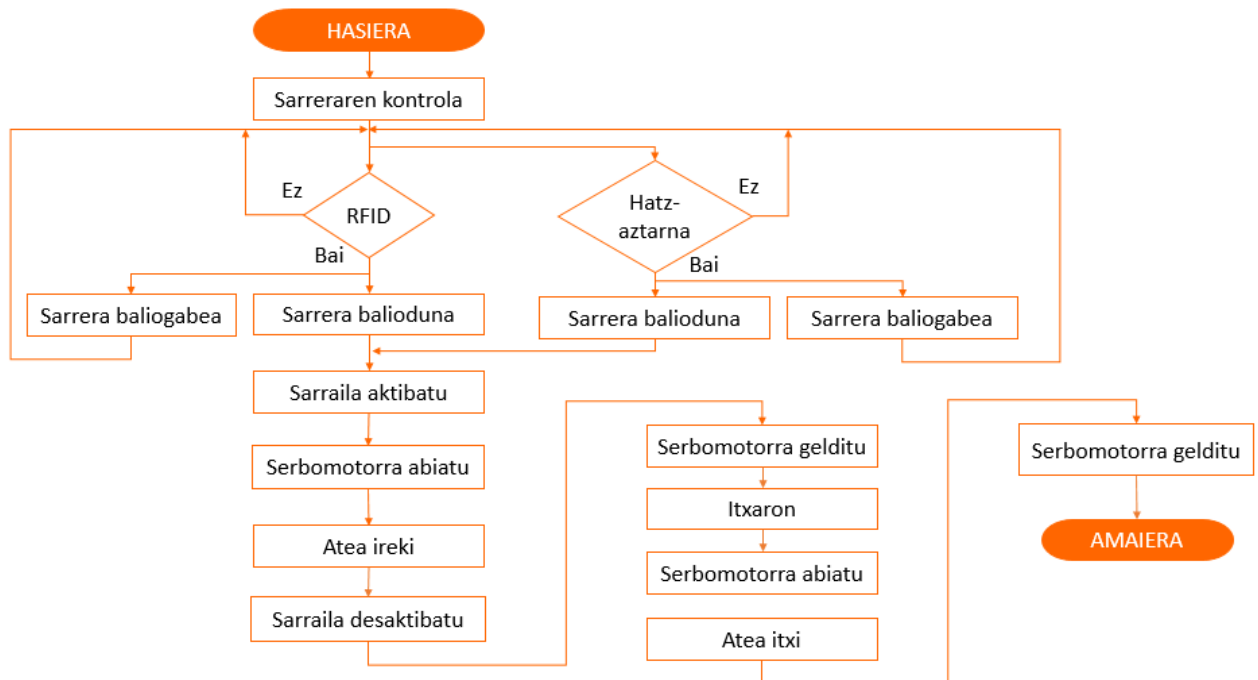 HASIERA
Sarreraren kontrola
Ez
RFID
Bai
Hatz-
aztarna
Ez
Bai
Sarrera baliogabea
Sarrera balioduna
Sarrera balioduna
Sarrera baliogabea
Sarraila aktibatu
Serbomotorra abiatu
Atea ireki
Sarraila desaktibatu
Serbomotorra gelditu
Itxaron
Serbomotorra abiatu
Atea itxi
Serbomotorra gelditu
AMAIERA